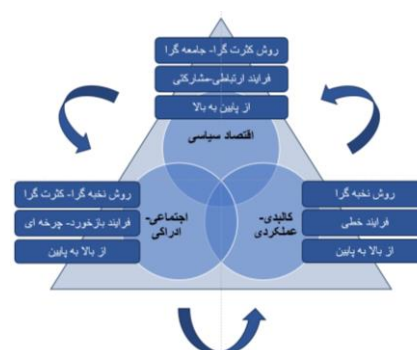 روش کثرت گرا- جامعه گرا
فرایند ارتباطی-مشارکتی
از پایین به بالا
اقتصاد سیاسی
روش نخبه گرا- کثرت گرا
فرایند بازخورد- چرخه ای
از بالا به پایین
اجتماعی-
ادراکی
کالبدی-
عملکردی
روش نخبه گرا
فرایند خطی
از بالا به پایین